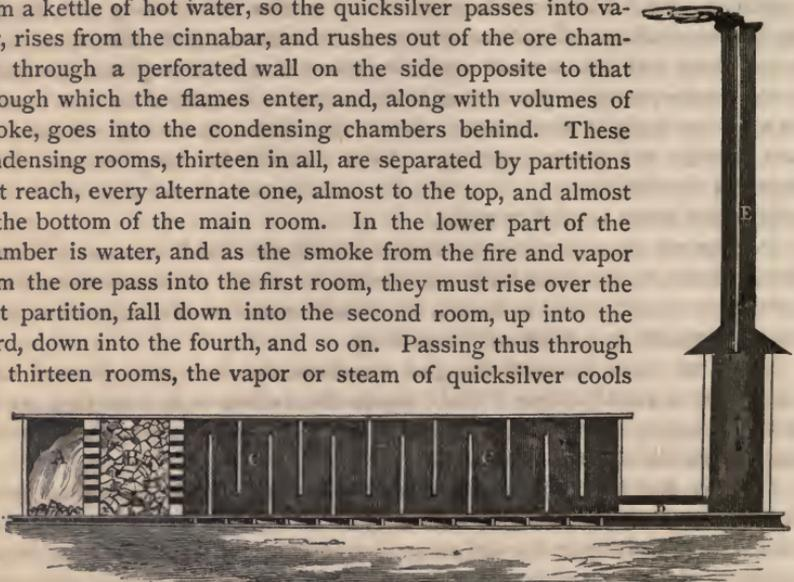 m a kettle of hot water, so the quicksilver passes into va-
, rises from the cinnabar, and rushes out of the ore cham-
through a perforated wall on the side opposite to that
ough which the flames enter, and, along with volumes of
oke, goes into the condensing chambers behind. These
ndensing rooms, thirteen in all, are separated by partitions
t reach, every alternate one, almost to the top, and almost
the bottom of the main room. In the lower part of the
amber is water, and as the smoke from the fire and vapor
m the ore pass into the first room, they must rise over the
t partition, fall down into the second room, up into the
rd, down into the fourth, and so on. Passing thus through
thirteen rooms, the vapor or steam of quicksilver cools
E
A B C C
D